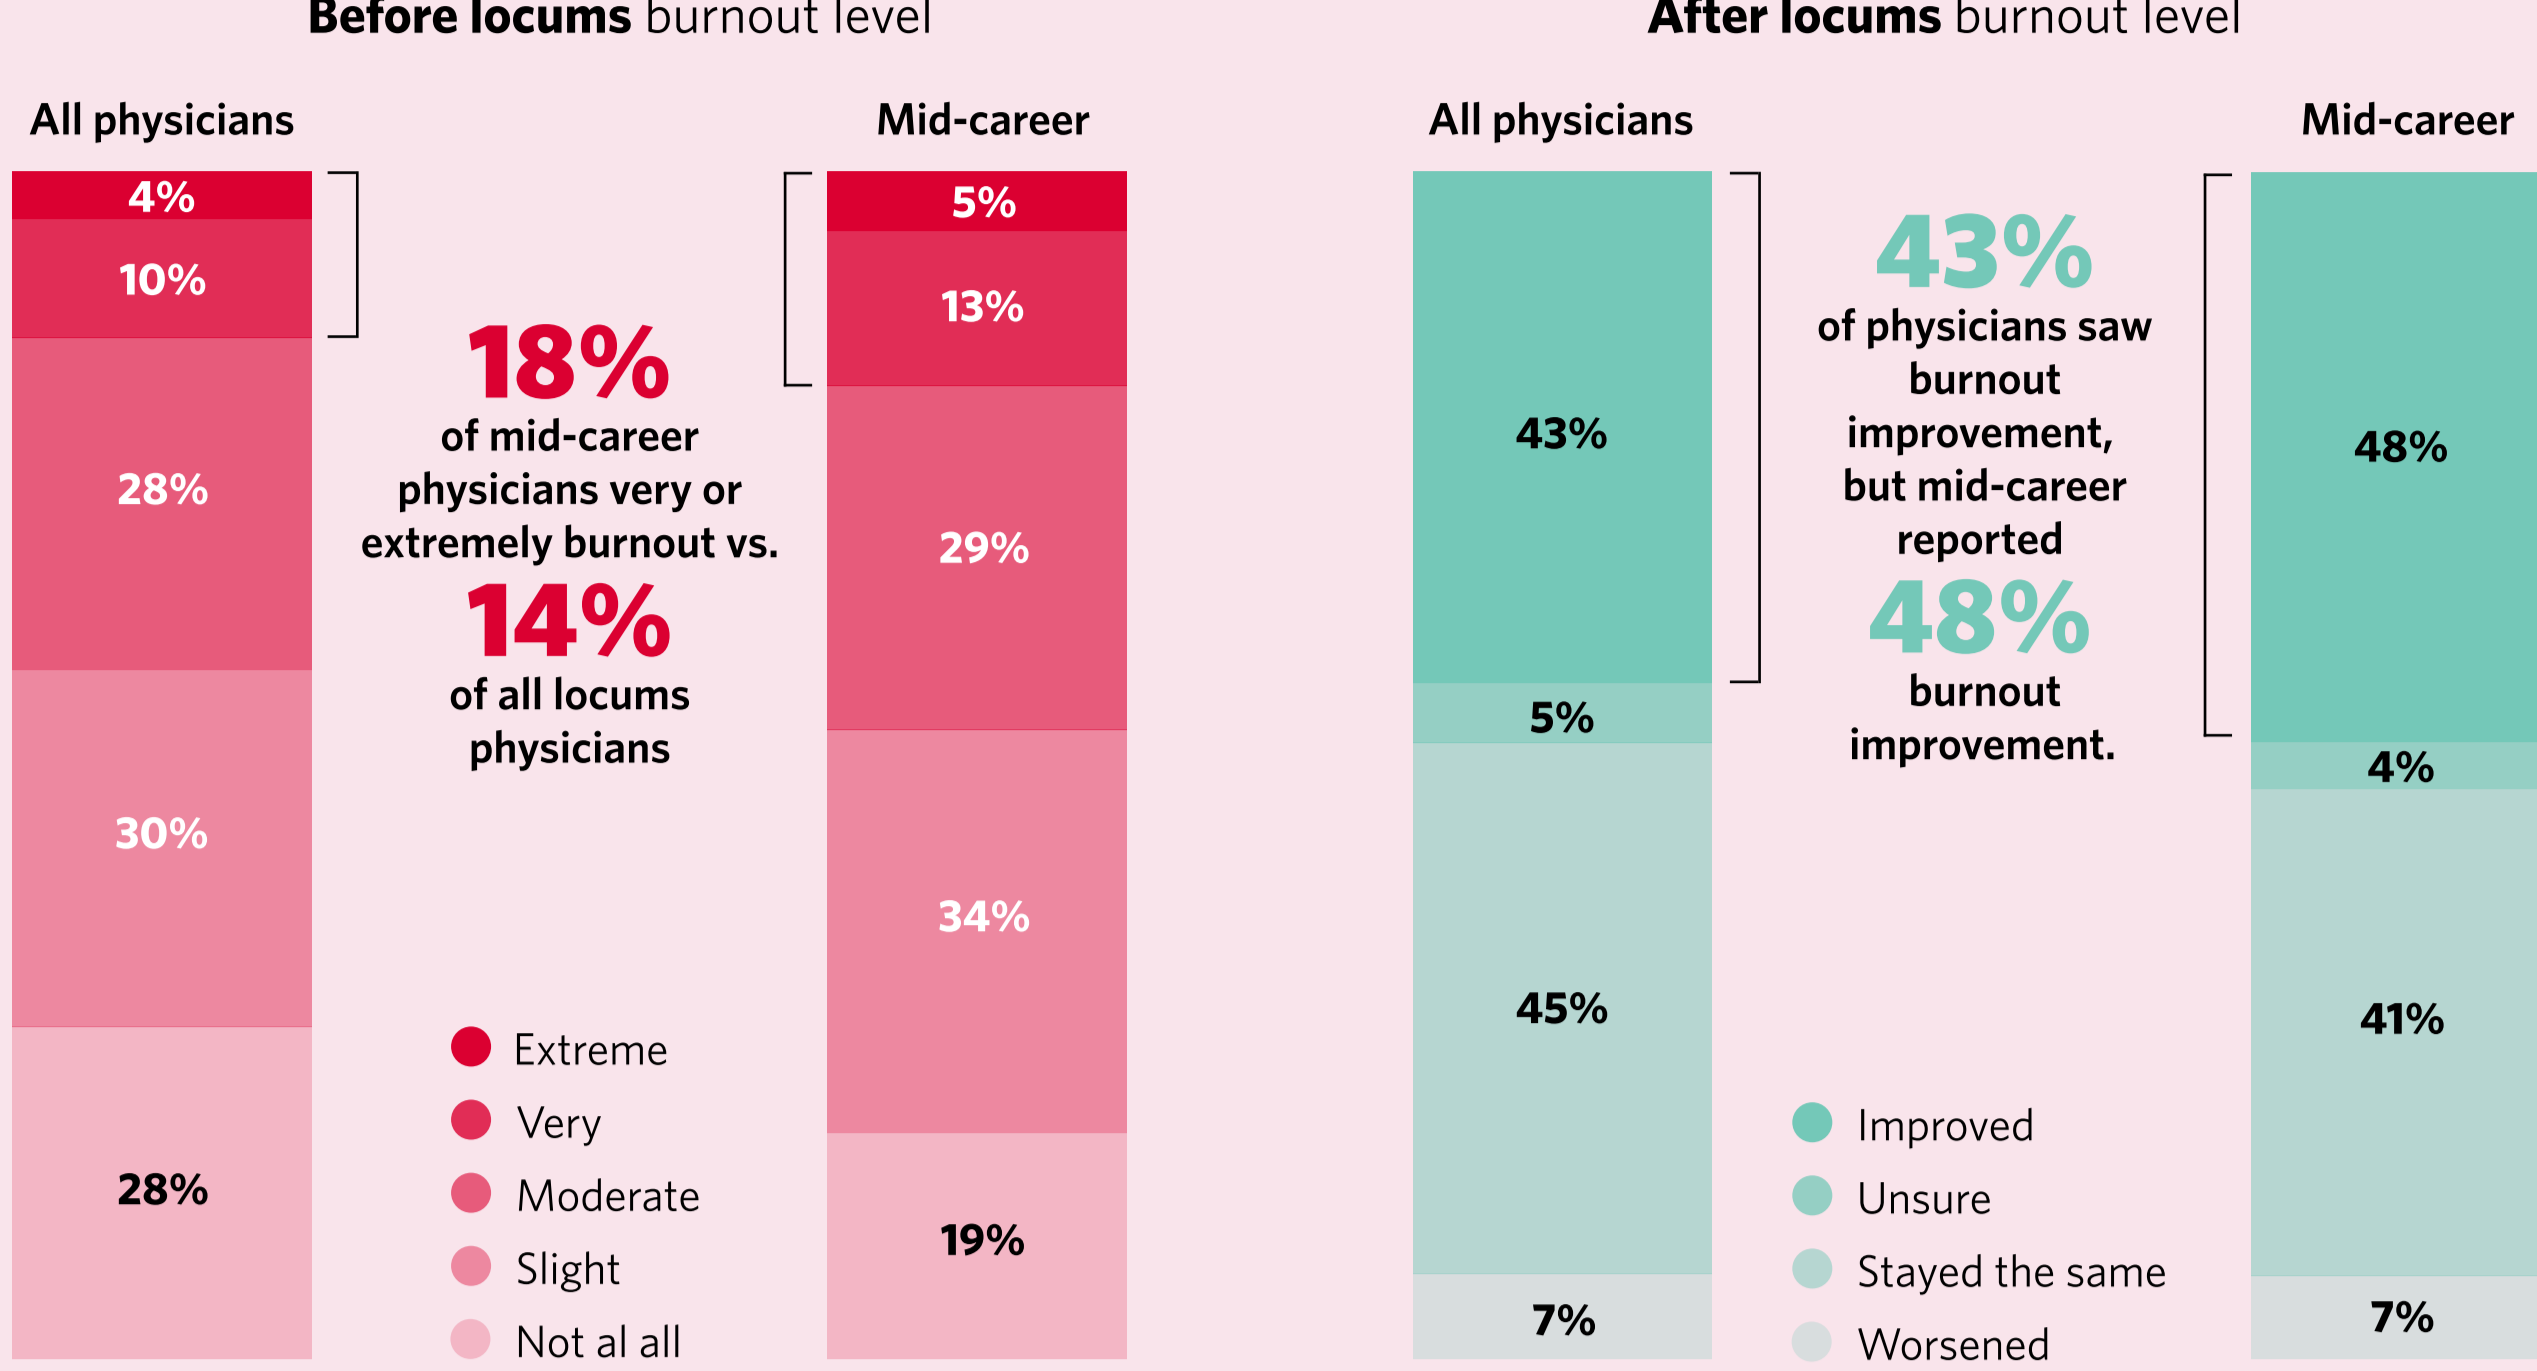 Before locums burnout level
After locums burnout level
All physicians
Mid-career
All physicians
Mid-career
4%
10%
28%
30%
28%
18%
of mid-career
physicians very or
extremely burnout vs.
14%
of all locums
physicians
Extreme
Very
Moderate
Slight
Not al all
5%
13%
29%
34%
19%
43%
5%
45%
7%
43%
of physicians saw
burnout
improvement,
but mid-career
reported
48%
burnout
improvement.
Improved
Unsure
Stayed the same
Worsened
48%
4%
41%
7%